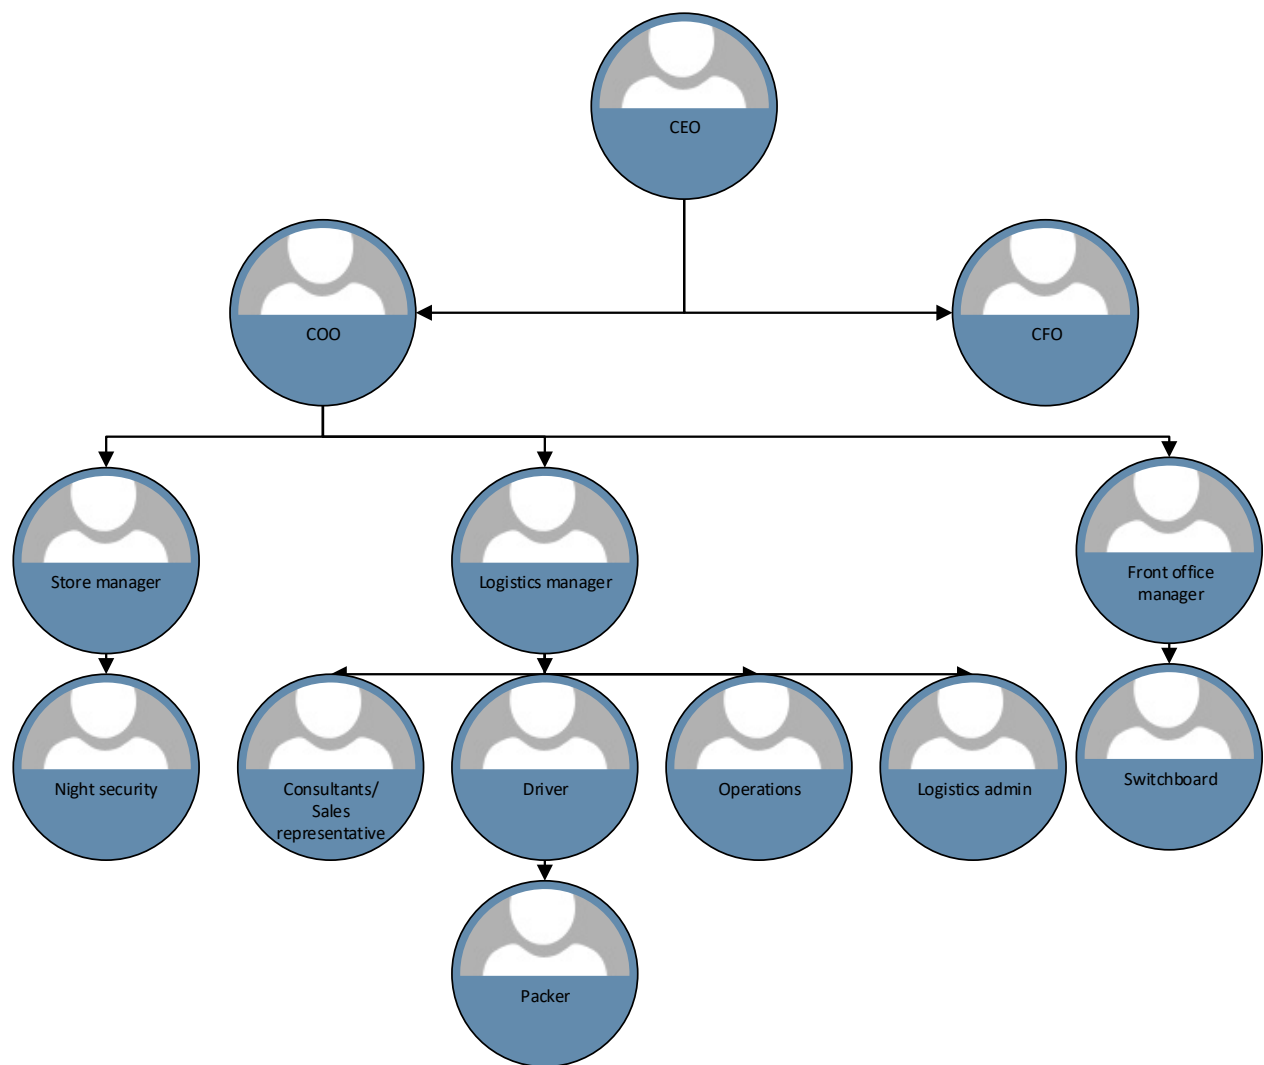 CEO
COO
CFO
Store manager
Logistics manager
Front office
manager
Night security
Consultants/
Sales
representative
Driver
Operations
Logistics admin
Switchboard
Packer